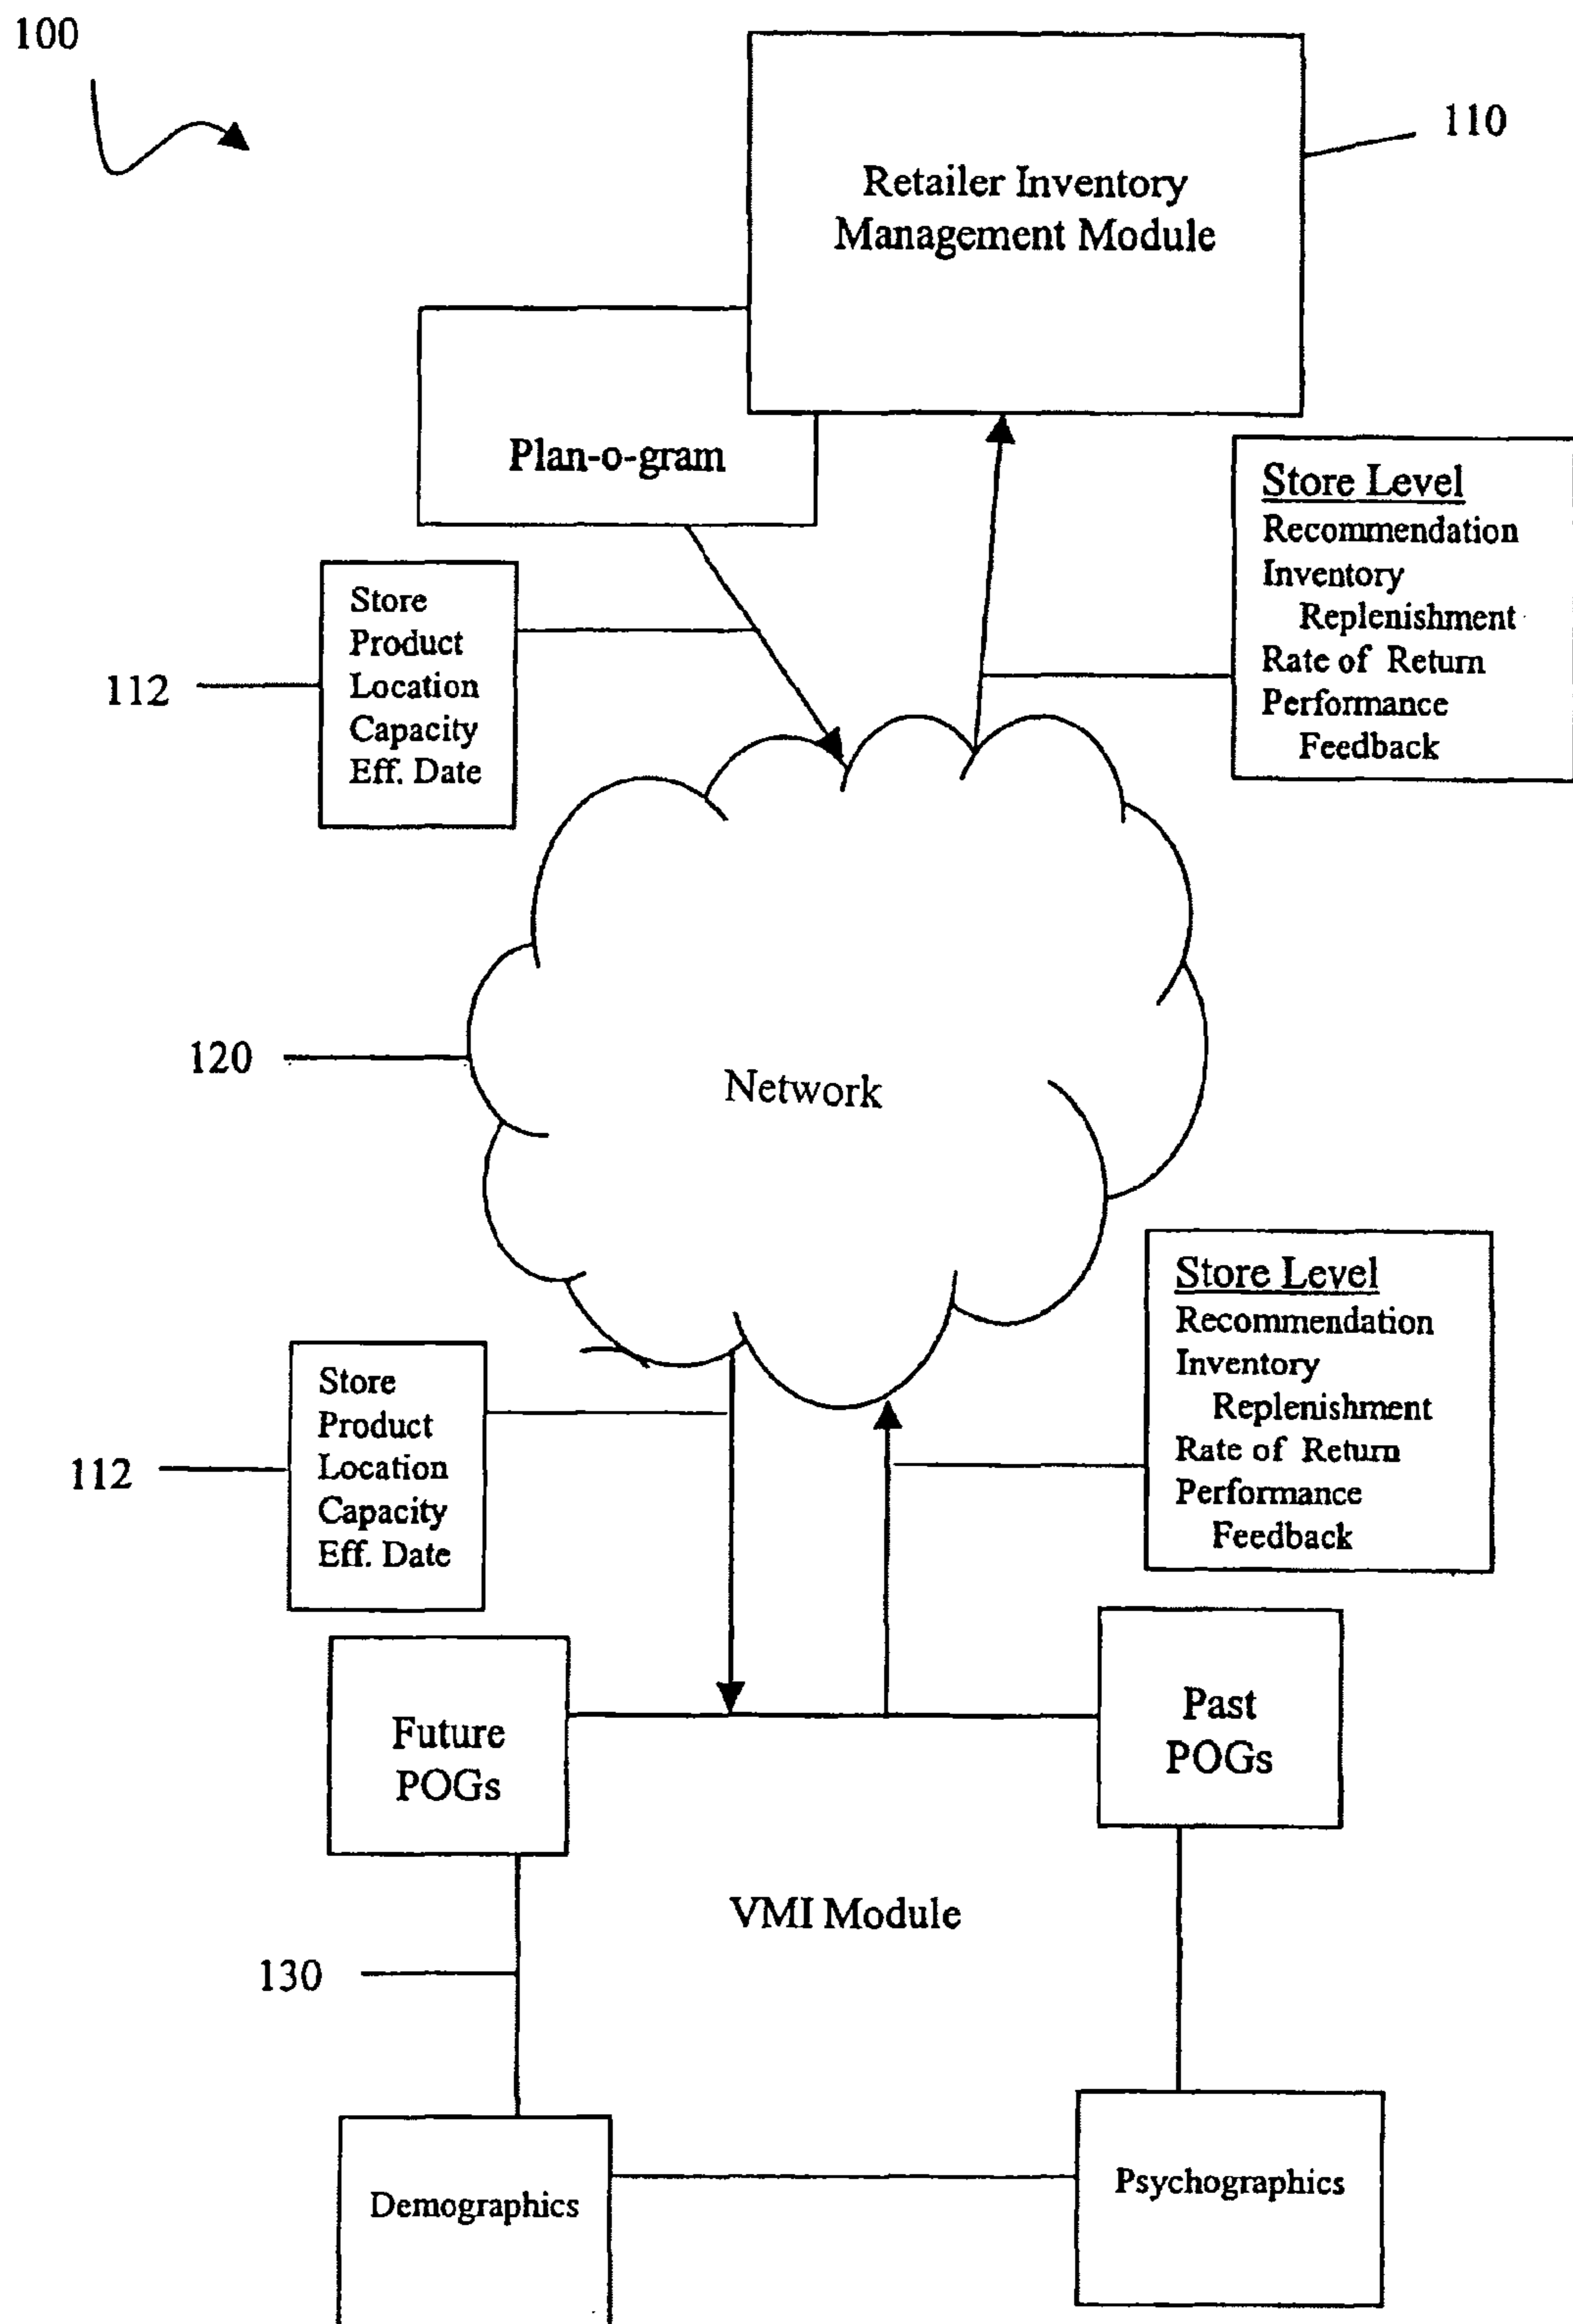 100
110
Retailer Inventory
Management Module
Plan-o-gram
Store Level
Recommendation
Inventory
Replenishment
Rate of Return
Performance
Feedback
Store
Product
Location
Capacity
Eff. Date
112
120
Network
Store Level
Recommendation
Inventory
Replenishment
Rate of Return
Performance
Feedback
Store
Product
Location
Capacity
Eff. Date
112
Future
POGs
Past
POGs
VMI Module
130
Demographics
Psychographics